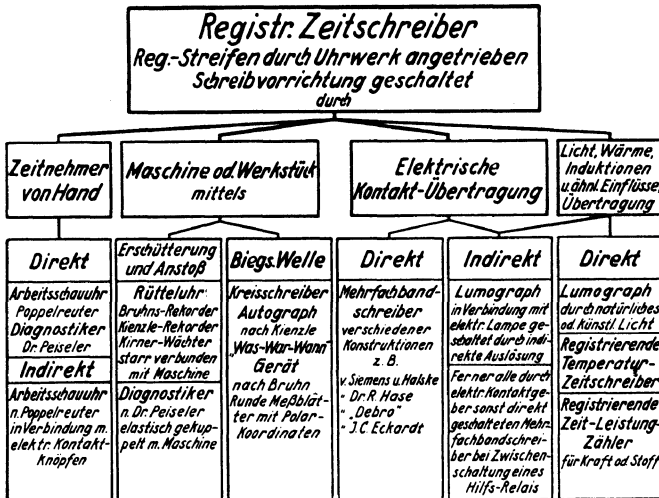 Registr. Zeitschreiber
Reg.-Streifen durch Uhrwerk angetrieben
Schreibvorrichtung geschaltet
durch
Zeitnehmer
von Hand
Maschine od. Werkstück
mittels
Elektrische
Kontakt-Übertragung
Licht, Wärme,
Induktionen
u. ähnl. Einflüsse,
Übertragung
Direkt
Arbeitsschauuhr
Poppelreuter
Diagnostiker
Dr. Peiseler
Indirekt
Arbeitsschauuhr
n. Poppelreuter
in Verbindung m.
elektr. Kontakt-
Knöpfen
Erschütterung
und Anstoß
Rütteluhr:
Bruhns-Rekorder
Kienzle-Rekorder
Kirner-Wächter
starr verbunden
mit Maschine
Diagnostiker
n. Dr. Peiseler
elastisch gekup-
pelt m. Maschine
Biegs. Welle
Kreisschreiber
Autograph
nach Kienzle
"Was-War-Wann"
Gerät
nach Bruhn
Runde Meßblät-
ter mit Polar-
Koordinaten
Direkt
Mehrfachband-
schreiber
verschiedener
Konstruktionen
z. B.
v. Siemens u. Halske
" Dr. R. Hase
" "Debro"
" J. C. Eckardt
Indirekt
Lumograph
in Verbindung mit
elektr. Lampe ge-
schaltet durch indi-
rekte Auslösung
Ferner alle durch
elektr. Kontaktge-
ber sonst direkt
geschalteten Mehr-
fachbandschrei-
ber bei Zwischen-
schaltung eines
Hilfs-Relais
Direkt
Lumograph
durch natürliches
od. künstl. Licht
Registrierende
Temperatur-
Zeitschreiber
Registrierende
Zeit-Leistung-
Zähler
für Kraft od. Stoff